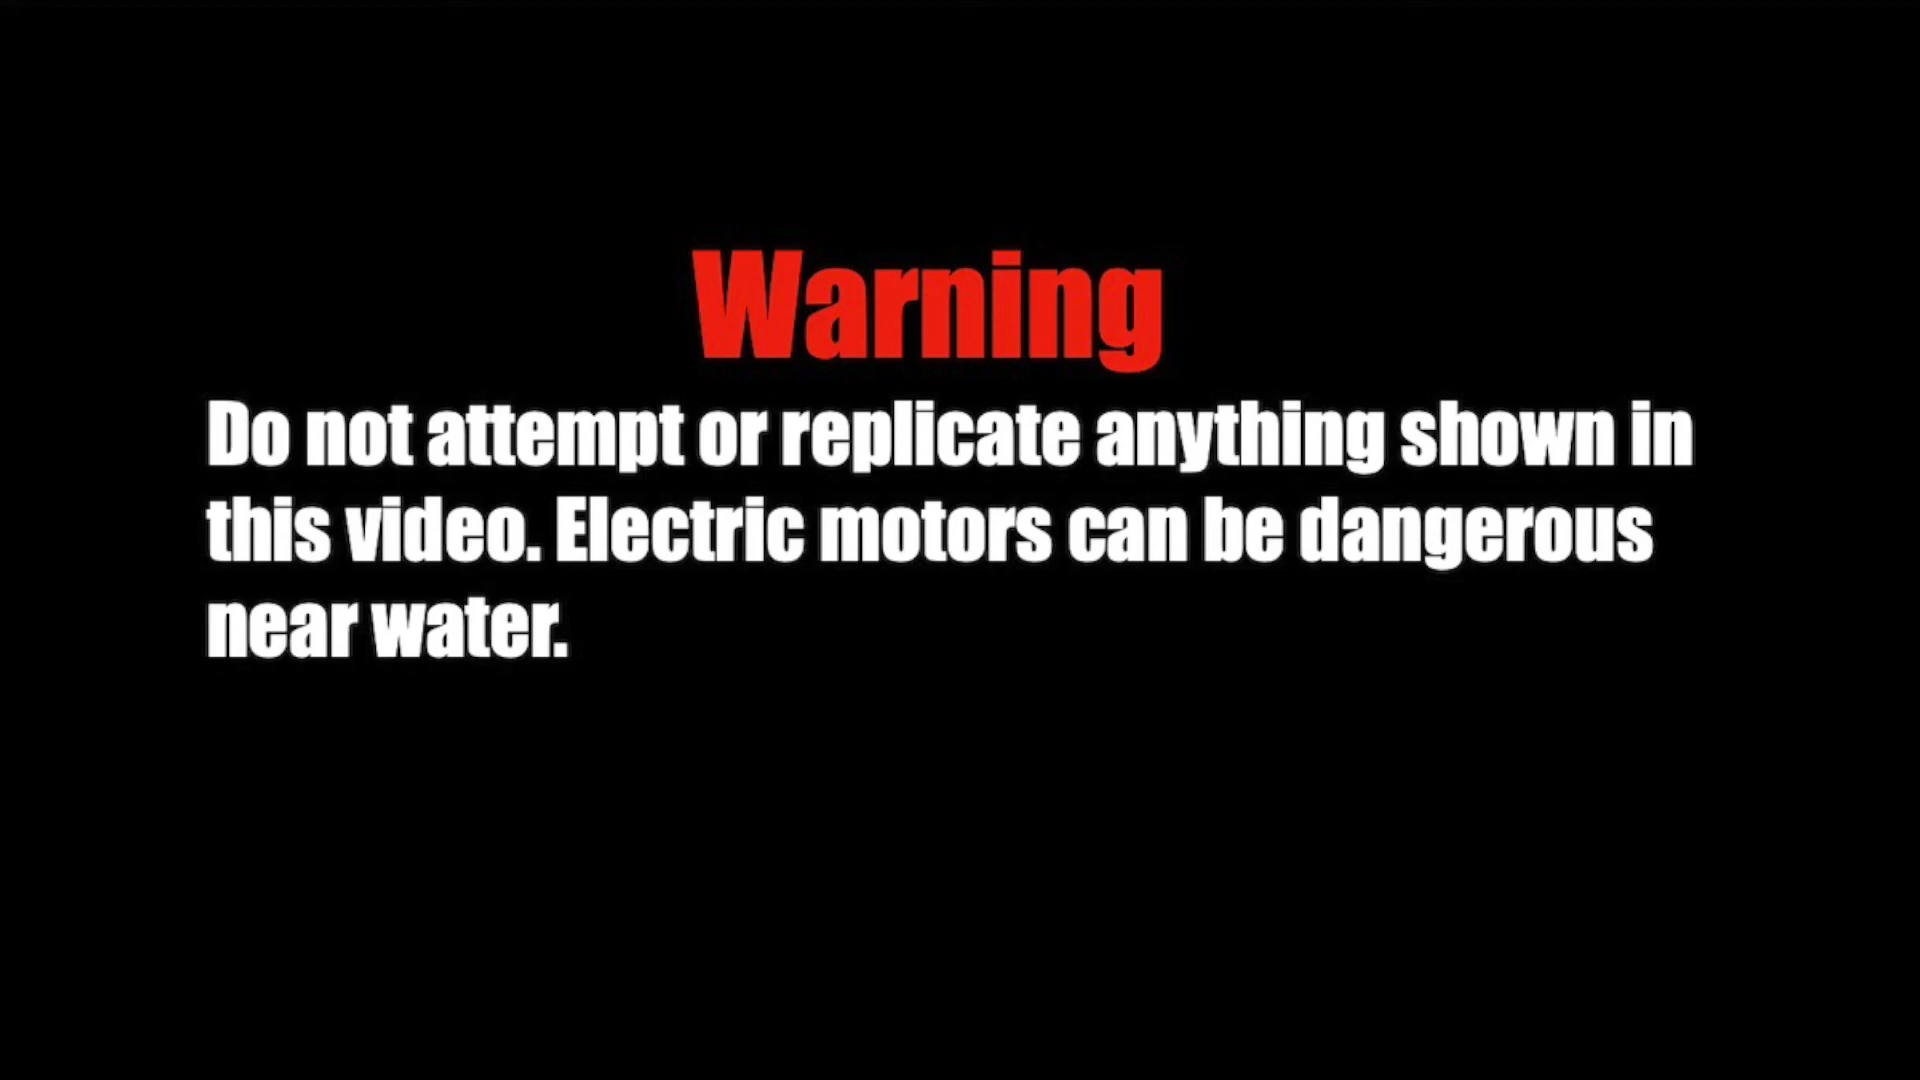 Warning
Do not attempt or replicate anything shown in
this video. Electric motors can be dangerous
near water.